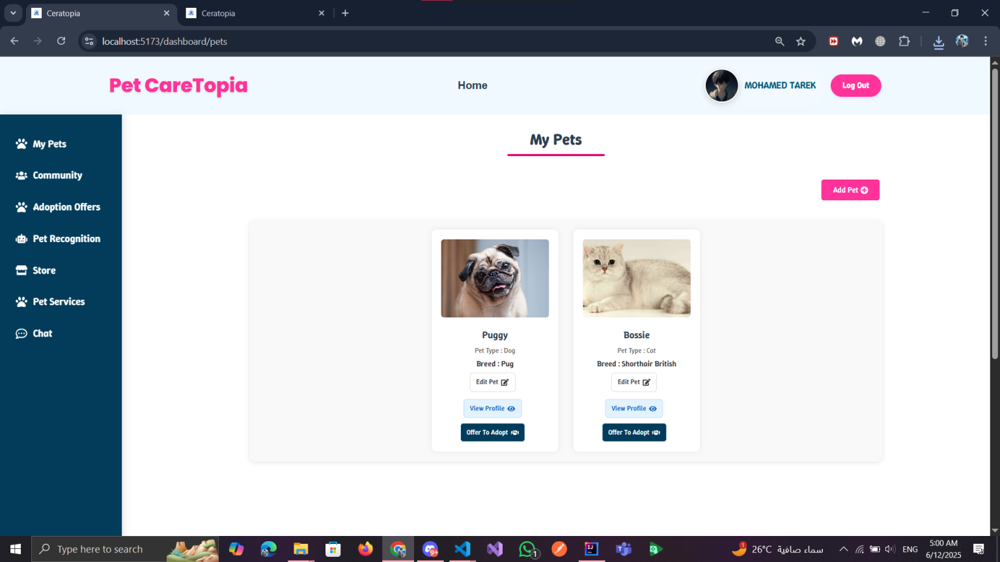 Ceratopia
Ceratopia
localhost:5173/dashboard/pets
Pet CareTopia
Home
MOHAMED TAREK
Log Out
My Pets
Community
Adoption Offers
Pet Recognition
Store
Pet Services
Chat
My Pets
Add Pet
Puggy
Pet Type : Dog
Breed : Pug
Edit Pet
View Profile
Offer To Adopt
Bossie
Pet Type : Cat
Breed : Shorthair British
Edit Pet
View Profile
Offer To Adopt
Type here to search
9+
1
1
26°C سماء صافية
ENG
5:00 AM
6/12/2025